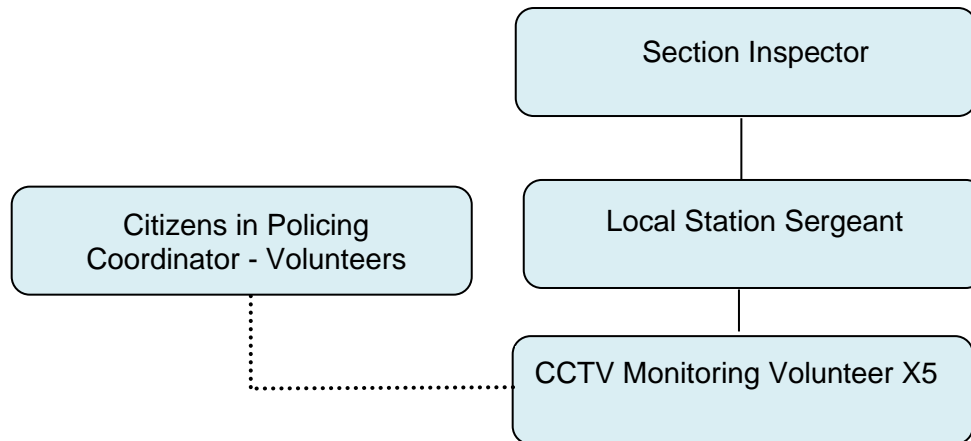 Section Inspector
Local Station Sergeant
Citizens in Policing
Coordinator - Volunteers
CCTV Monitoring Volunteer X5